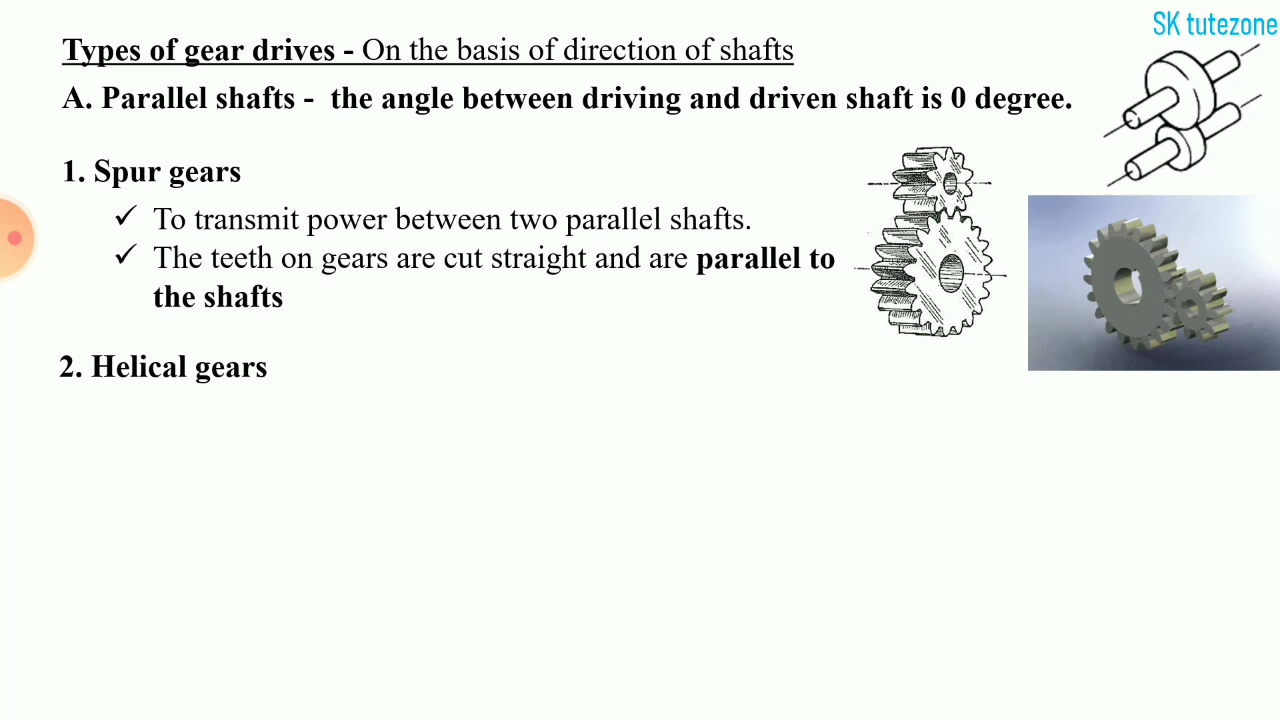 SK tutezone
Types of gear drives - On the basis of direction of shafts
A. Parallel shafts - the angle between driving and driven shaft is 0 degree.
1. Spur gears
✓ To transmit power between two parallel shafts.
✓ The teeth on gears are cut straight and are parallel to
the shafts
2. Helical gears